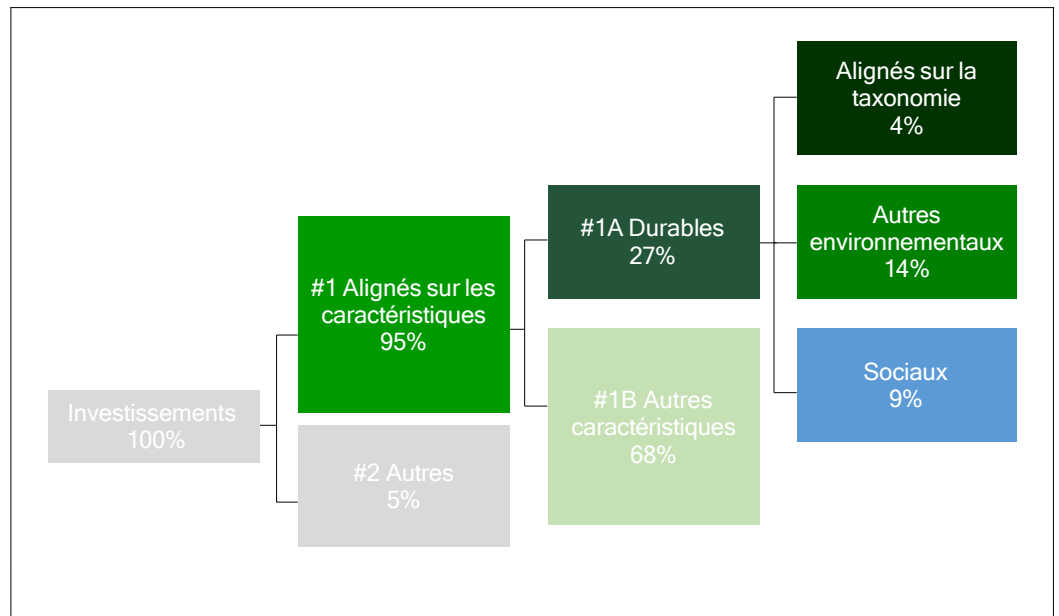 Investissements
100%
#1 Alignés sur les
caractéristiques
95%
#2 Autres
5%
#1A Durables
27%
#1B Autres
caractéristiques
68%
Alignés sur la
taxonomie
4%
Autres
environnementaux
14%
Sociaux
9%